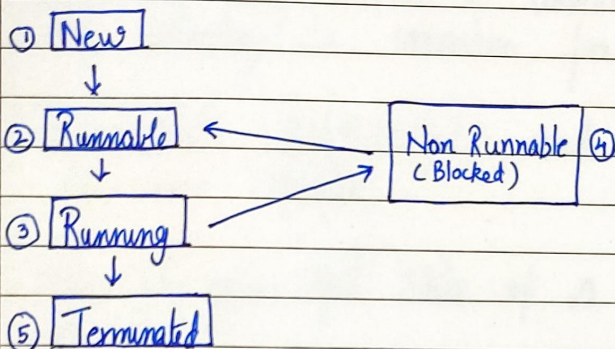 ① New
② Runnable
Non Runnable ④
(Blocked)
③ Running
⑤ Terminated